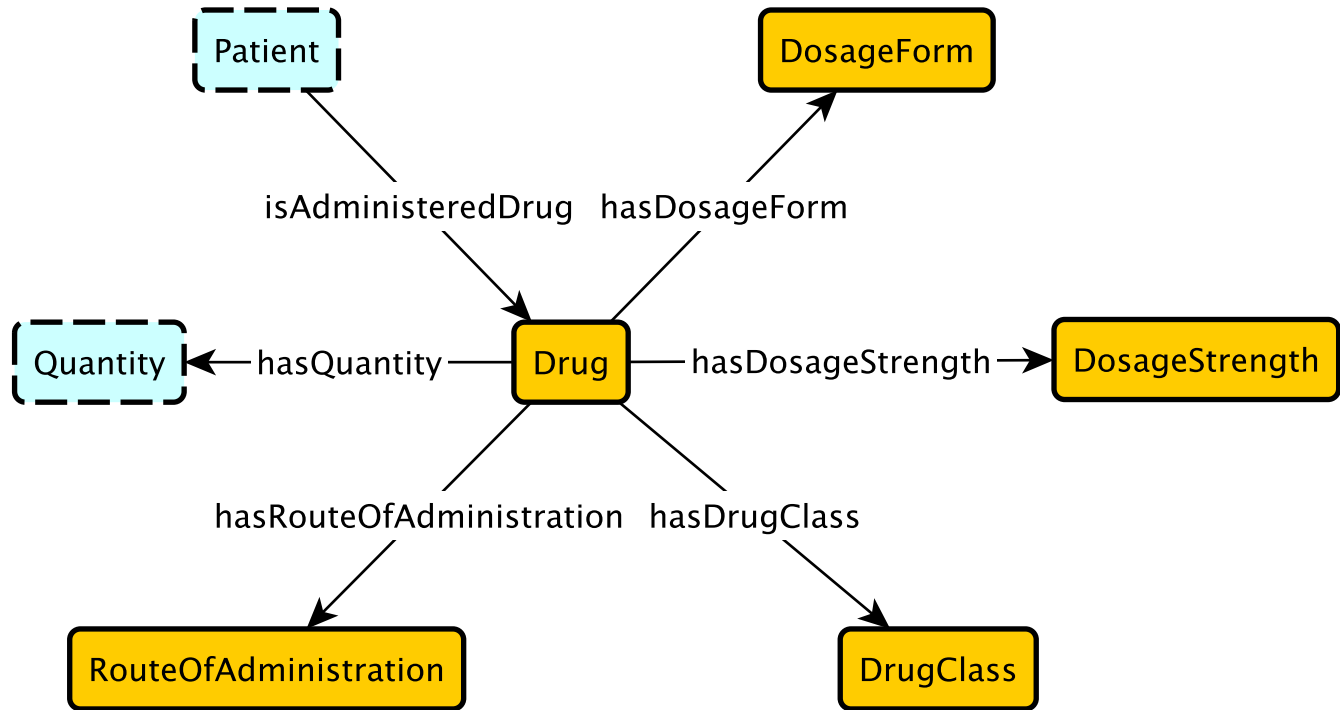 Patient
DosageForm
isAdministeredDrug
hasDosageForm
Quantity
hasQuantity
Drug
hasDosageStrength
DosageStrength
hasRouteOfAdministration
hasDrugClass
RouteOfAdministration
DrugClass